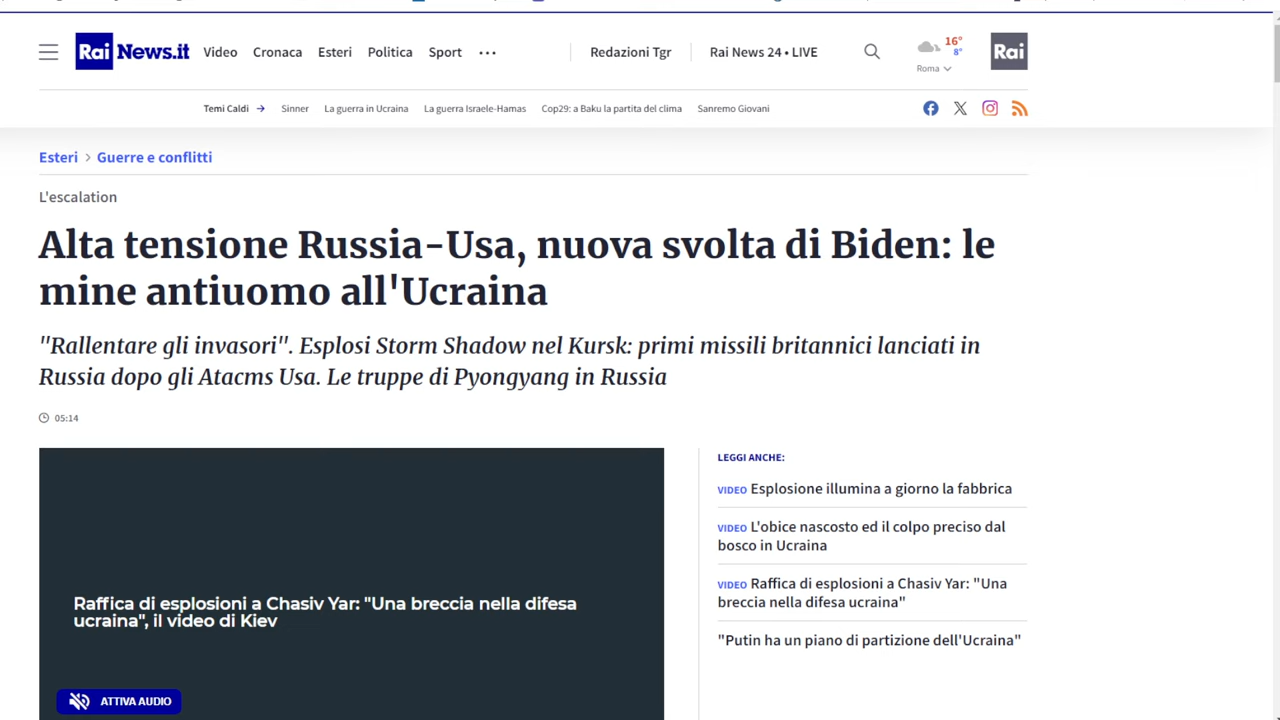 Rai News.it Video Cronaca Esteri Politica Sport ••• Redazioni Tgr Rai News 24 • LIVE 16° 8° Roma Rai
Temi Caldi → Sinner La guerra in Ucraina La guerra Israele-Hamas Cop29: a Baku la partita del clima Sanremo Giovani
Esteri > Guerre e conflitti
L'escalation
Alta tensione Russia-Usa, nuova svolta di Biden: le
mine antiuomo all'Ucraina
"Rallentare gli invasori". Esplosi Storm Shadow nel Kursk: primi missili britannici lanciati in
Russia dopo gli Atacms Usa. Le truppe di Pyongyang in Russia
05:14
Raffica di esplosioni a Chasiv Yar: "Una breccia nella difesa
ucraina", il video di Kiev
ATTIVA AUDIO
LEGGI ANCHE:
VIDEO Esplosione illumina a giorno la fabbrica
VIDEO L'obice nascosto ed il colpo preciso dal
bosco in Ucraina
VIDEO Raffica di esplosioni a Chasiv Yar: "Una
breccia nella difesa ucraina"
"Putin ha un piano di partizione dell'Ucraina"